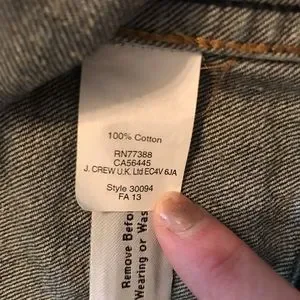 100% Cotton
RN77388
CA56445
J. CREW U.K. Ltd EC4V 6JA
Style 30094
FA 13
Remove Befo
Wearing or Was